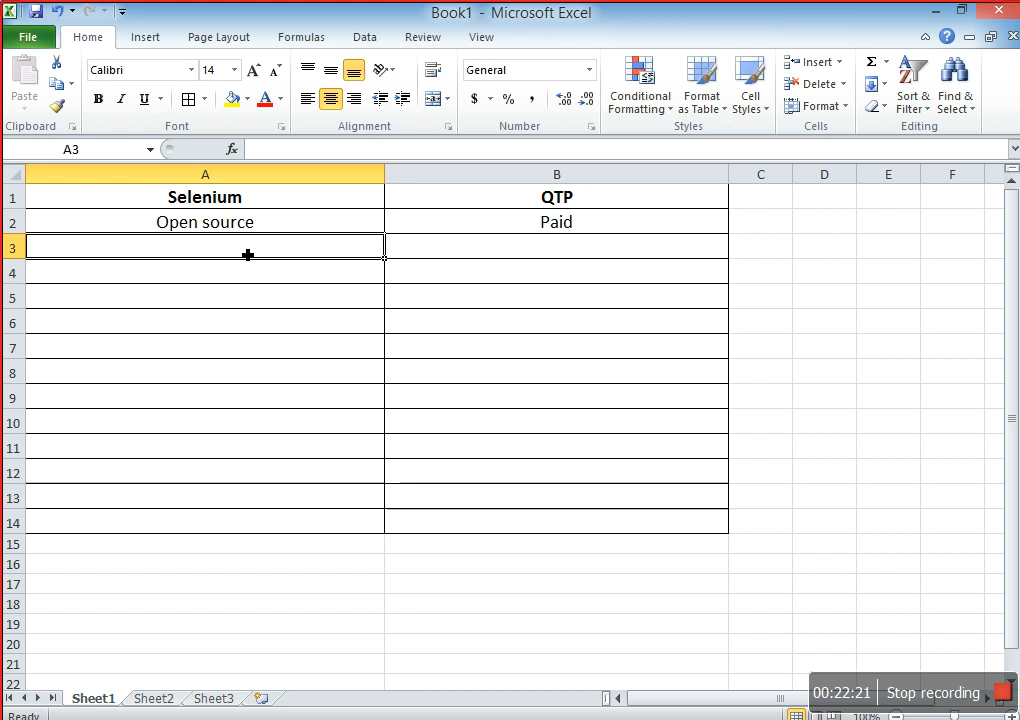 Book1 - Microsoft Excel
File Home Insert Page Layout Formulas Data Review View
Paste
Calibri 14 A A
B I U A
General
$ % ,
Conditional Formatting
Format as Table
Cell Styles
Insert
Delete
Format
Σ
Sort & Filter
Find & Select
Clipboard Font Alignment Number Styles Cells Editing
A3 fx
A B C D E F
1 Selenium QTP
2 Open source Paid
3
4
5
6
7
8
9
10
11
12
13
14
15
16
17
18
19
20
21
22
Sheet1 Sheet2 Sheet3
00:22:21 Stop recording
Ready 100%